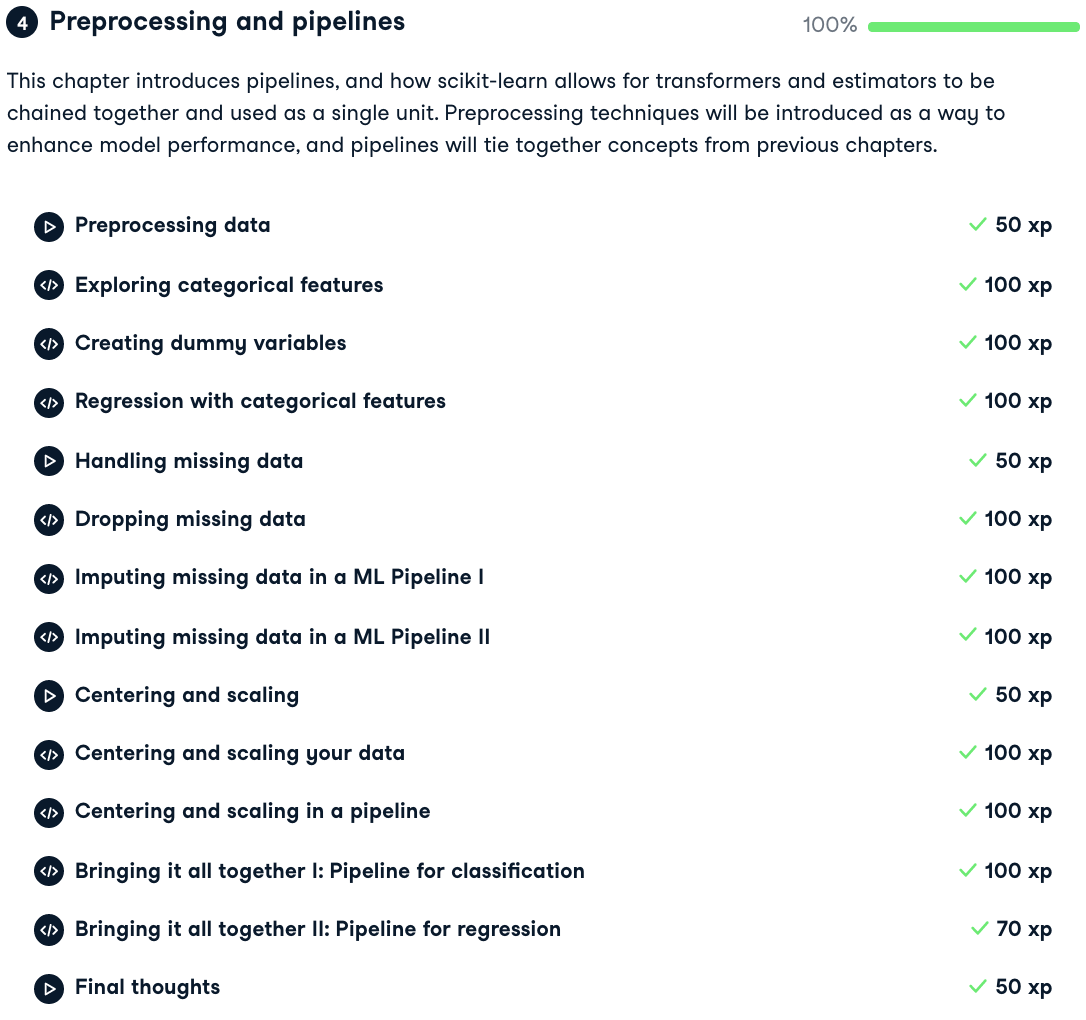 4 Preprocessing and pipelines 100%
This chapter introduces pipelines, and how scikit-learn allows for transformers and estimators to be
chained together and used as a single unit. Preprocessing techniques will be introduced as a way to
enhance model performance, and pipelines will tie together concepts from previous chapters.
Preprocessing data 50 xp
</> Exploring categorical features 100 xp
</> Creating dummy variables 100 xp
</> Regression with categorical features 100 xp
Handling missing data 50 xp
</> Dropping missing data 100 xp
</> Imputing missing data in a ML Pipeline I 100 xp
</> Imputing missing data in a ML Pipeline II 100 xp
Centering and scaling 50 xp
</> Centering and scaling your data 100 xp
</> Centering and scaling in a pipeline 100 xp
</> Bringing it all together I: Pipeline for classification 100 xp
</> Bringing it all together II: Pipeline for regression 70 xp
Final thoughts 50 xp